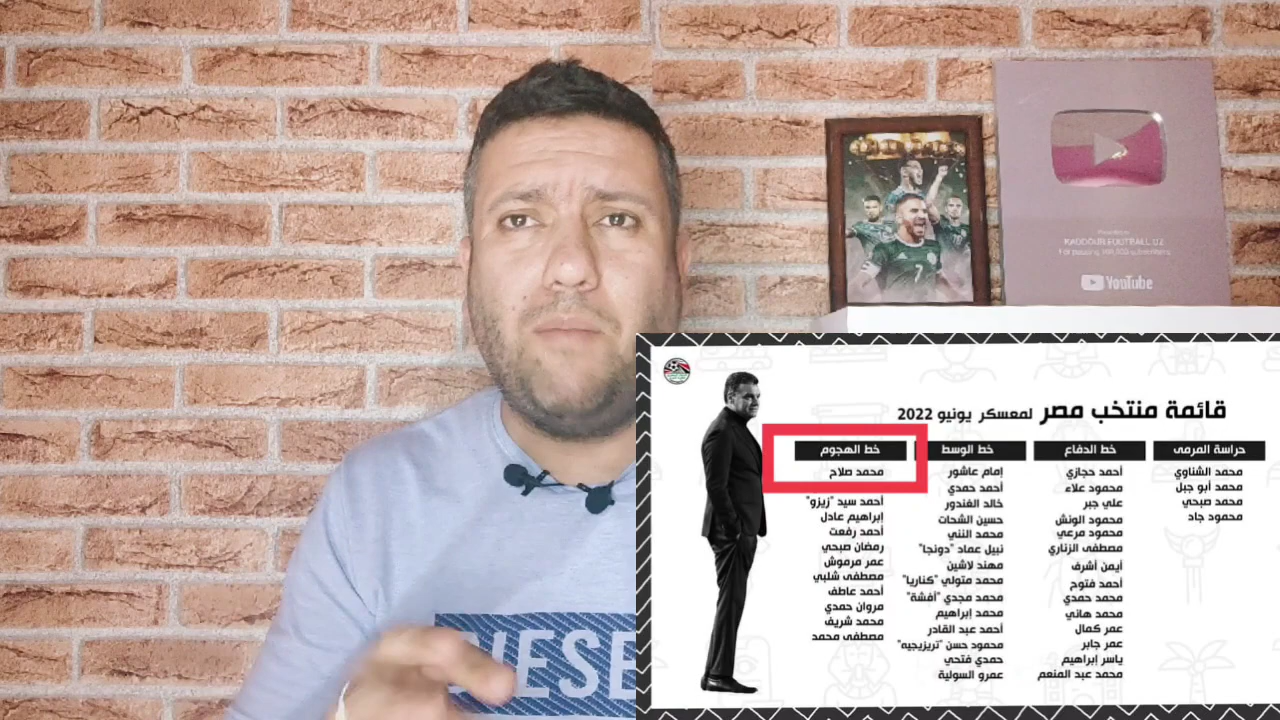 KADDOUR FOOTBALL DZ
YouTube
7
DIESE
قائمة منتخب مصر لمعسكر يونيو 2022
حراسة المرمى
محمد الشناوي
محمد أبو جبل
محمد صبحي
محمود جاد
خط الدفاع
أحمد حجازي
محمود علاء
علي جبر
محمود الونش
محمود مرعي
مصطفى الزناري
أيمن أشرف
أحمد فتوح
محمد حمدي
محمد هاني
عمر كمال
عمر جابر
ياسر إبراهيم
محمد عبد المنعم
خط الوسط
إمام عاشور
أحمد حمدي
خالد الغندور
حسين الشحات
محمد النني
نبيل عماد "دونجا"
مهند لاشين
محمد متولي "كناريا"
محمد مجدي "أفشة"
محمد إبراهيم
أحمد عبد القادر
محمود حسن "تريزيجيه"
حمدي فتحي
عمرو السولية
خط الهجوم
محمد صلاح
أحمد سيد "زيزو"
إبراهيم عادل
أحمد رفعت
رمضان صبحي
عمر مرموش
مصطفى شلبي
أحمد عاطف
مروان حمدي
محمد شريف
مصطفى محمد